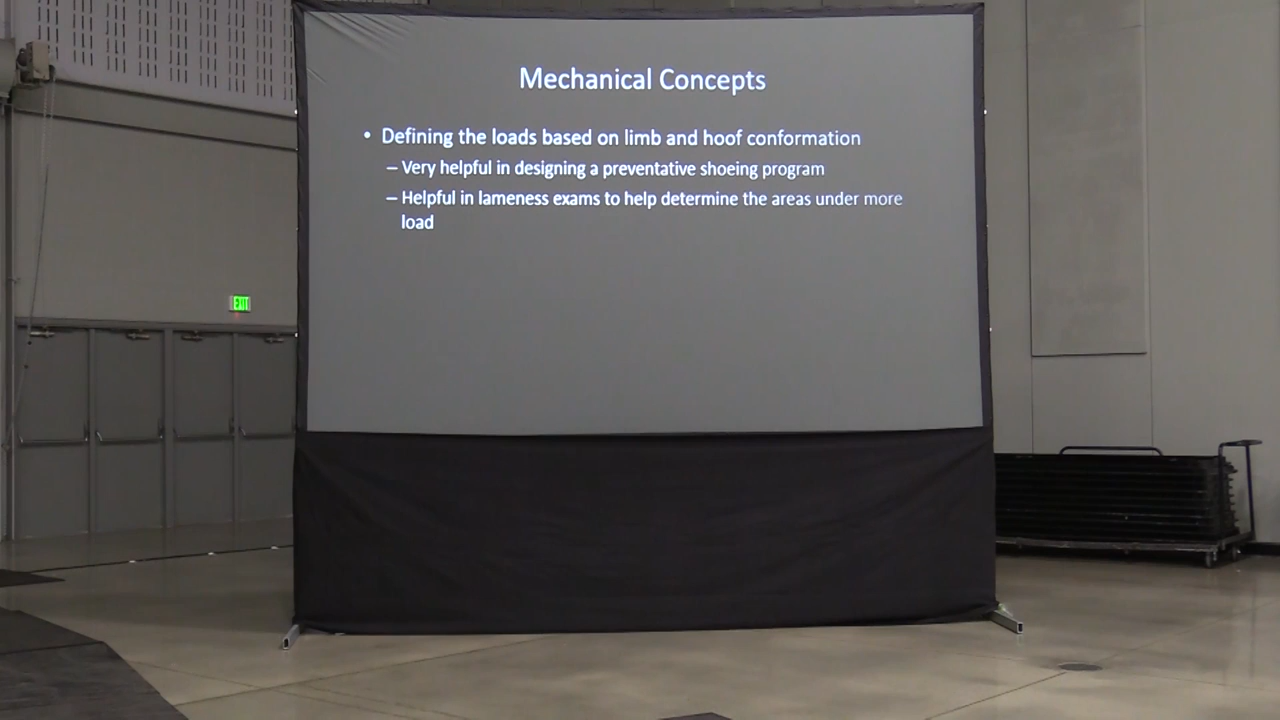 Mechanical Concepts
• Defining the loads based on limb and hoof conformation
– Very helpful in designing a preventative shoeing program
– Helpful in lameness exams to help determine the areas under more
load
EXIT